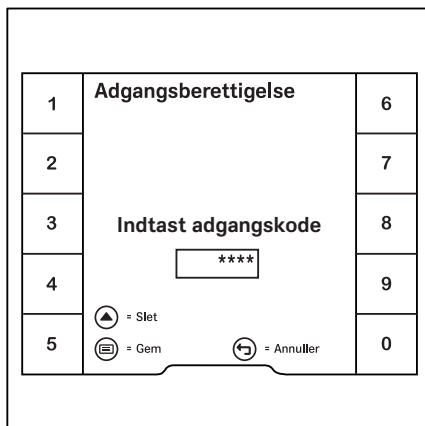 Adgangsberettigelse
1
6
2
7
3
Indtast adgangskode
8
****
4
9
= Slet
5
= Gem
= Annuller
0